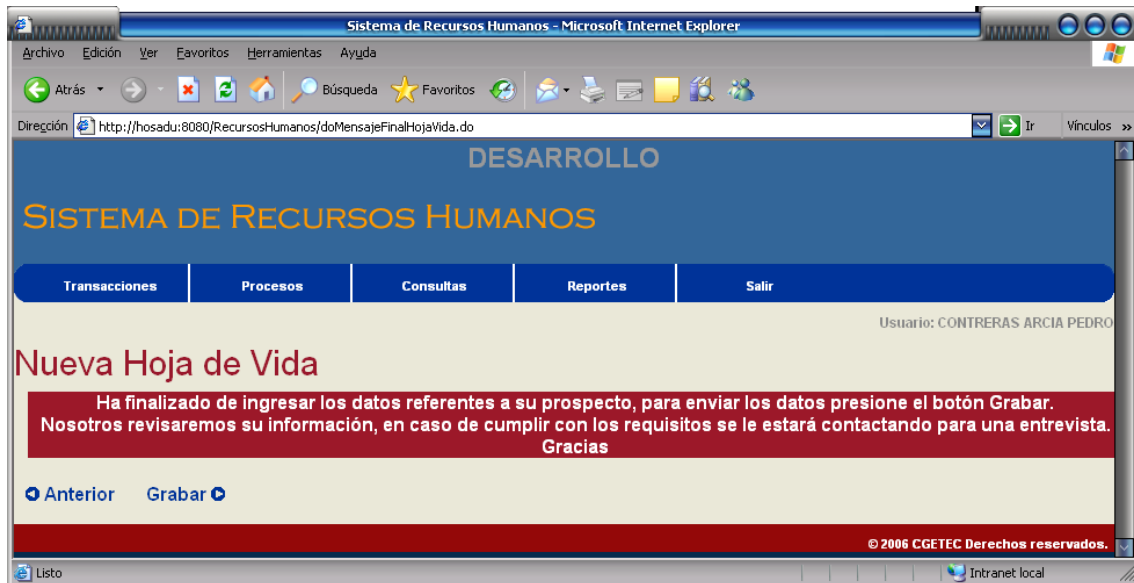 Sistema de Recursos Humanos - Microsoft Internet Explorer
Archivo Edición Ver Favoritos Herramientas Ayuda
Atrás Búsqueda Favoritos
Dirección http://hosadu:8080/RecursosHumanos/doMensajeFinalHojaVida.do Ir Vínculos »
DESARROLLO
SISTEMA DE RECURSOS HUMANOS
Transacciones Procesos Consultas Reportes Salir
Usuario: CONTRERAS ARCIA PEDRO
Nueva Hoja de Vida
Ha finalizado de ingresar los datos referentes a su prospecto, para enviar los datos presione el botón Grabar.
Nosotros revisaremos su información, en caso de cumplir con los requisitos se le estará contactando para una entrevista.
Gracias
Anterior Grabar
© 2006 CGETEC Derechos reservados.
Listo Intranet local